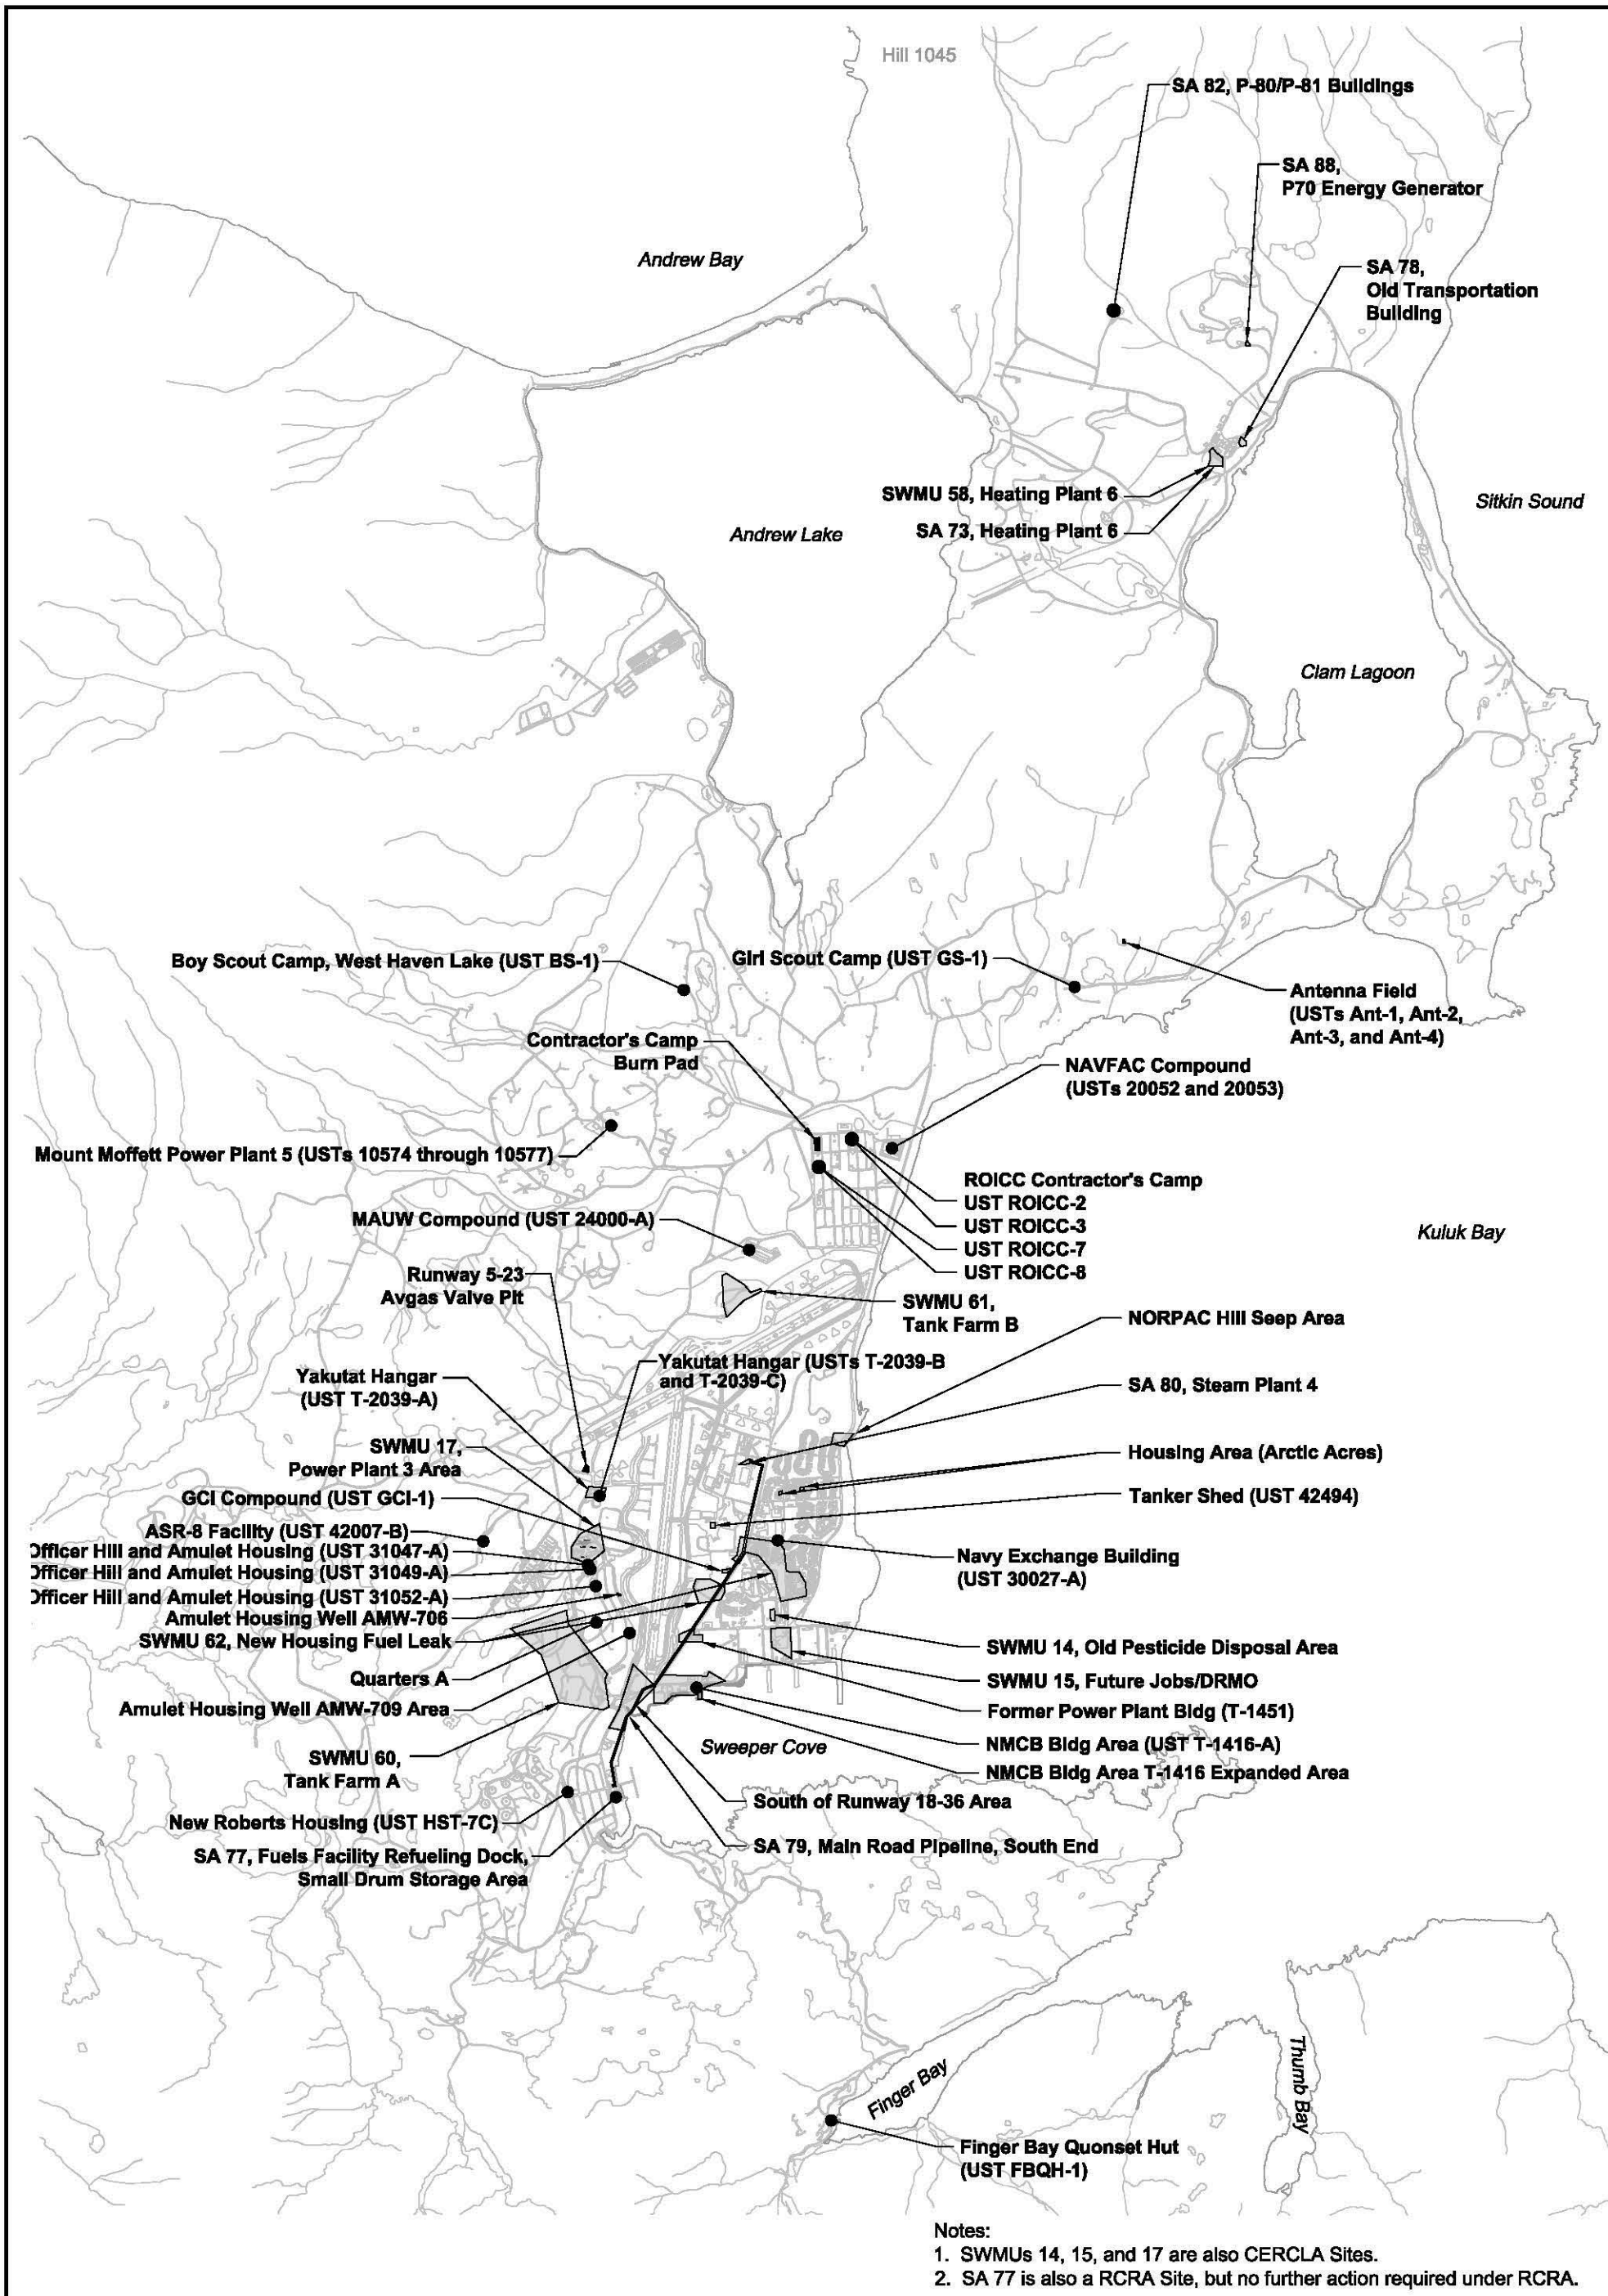 Hill 1045
SA 82, P-80/P-81 Buildings
SA 88,
P70 Energy Generator
Andrew Bay
SA 78,
Old Transportation
Building
SWMU 58, Heating Plant 6
Sitkin Sound
Andrew Lake
SA 73, Heating Plant 6
Clam Lagoon
Boy Scout Camp, West Haven Lake (UST BS-1)
Girl Scout Camp (UST GS-1)
Antenna Field
(USTs Ant-1, Ant-2,
Ant-3, and Ant-4)
Contractor's Camp
Burn Pad
NAVFAC Compound
(USTs 20052 and 20053)
Mount Moffett Power Plant 5 (USTs 10574 through 10577)
ROICC Contractor's Camp
UST ROICC-2
UST ROICC-3
UST ROICC-7
UST ROICC-8
MAUW Compound (UST 24000-A)
Kuluk Bay
Runway 5-23
Avgas Valve Pit
SWMU 61,
Tank Farm B
NORPAC Hill Seep Area
Yakutat Hangar (USTs T-2039-B
and T-2039-C)
Yakutat Hangar
(UST T-2039-A)
SA 80, Steam Plant 4
SWMU 17,
Power Plant 3 Area
Housing Area (Arctic Acres)
GCI Compound (UST GCI-1)
Tanker Shed (UST 42494)
ASR-8 Facility (UST 42007-B)
Officer Hill and Amulet Housing (UST 31047-A)
Officer Hill and Amulet Housing (UST 31049-A)
Officer Hill and Amulet Housing (UST 31052-A)
Navy Exchange Building
(UST 30027-A)
Amulet Housing Well AMW-706
SWMU 62, New Housing Fuel Leak
SWMU 14, Old Pesticide Disposal Area
Quarters A
SWMU 15, Future Jobs/DRMO
Amulet Housing Well AMW-709 Area
Former Power Plant Bldg (T-1451)
SWMU 60,
Tank Farm A
Sweeper Cove
NMCB Bldg Area (UST T-1416-A)
NMCB Bldg Area T-1416 Expanded Area
South of Runway 18-36 Area
New Roberts Housing (UST HST-7C)
SA 79, Main Road Pipeline, South End
SA 77, Fuels Facility Refueling Dock,
Small Drum Storage Area
Finger Bay
Thumb Bay
Finger Bay Quonset Hut
(UST FBQH-1)
Notes:
1. SWMUs 14, 15, and 17 are also CERCLA Sites.
2. SA 77 is also a RCRA Site, but no further action required under RCRA.